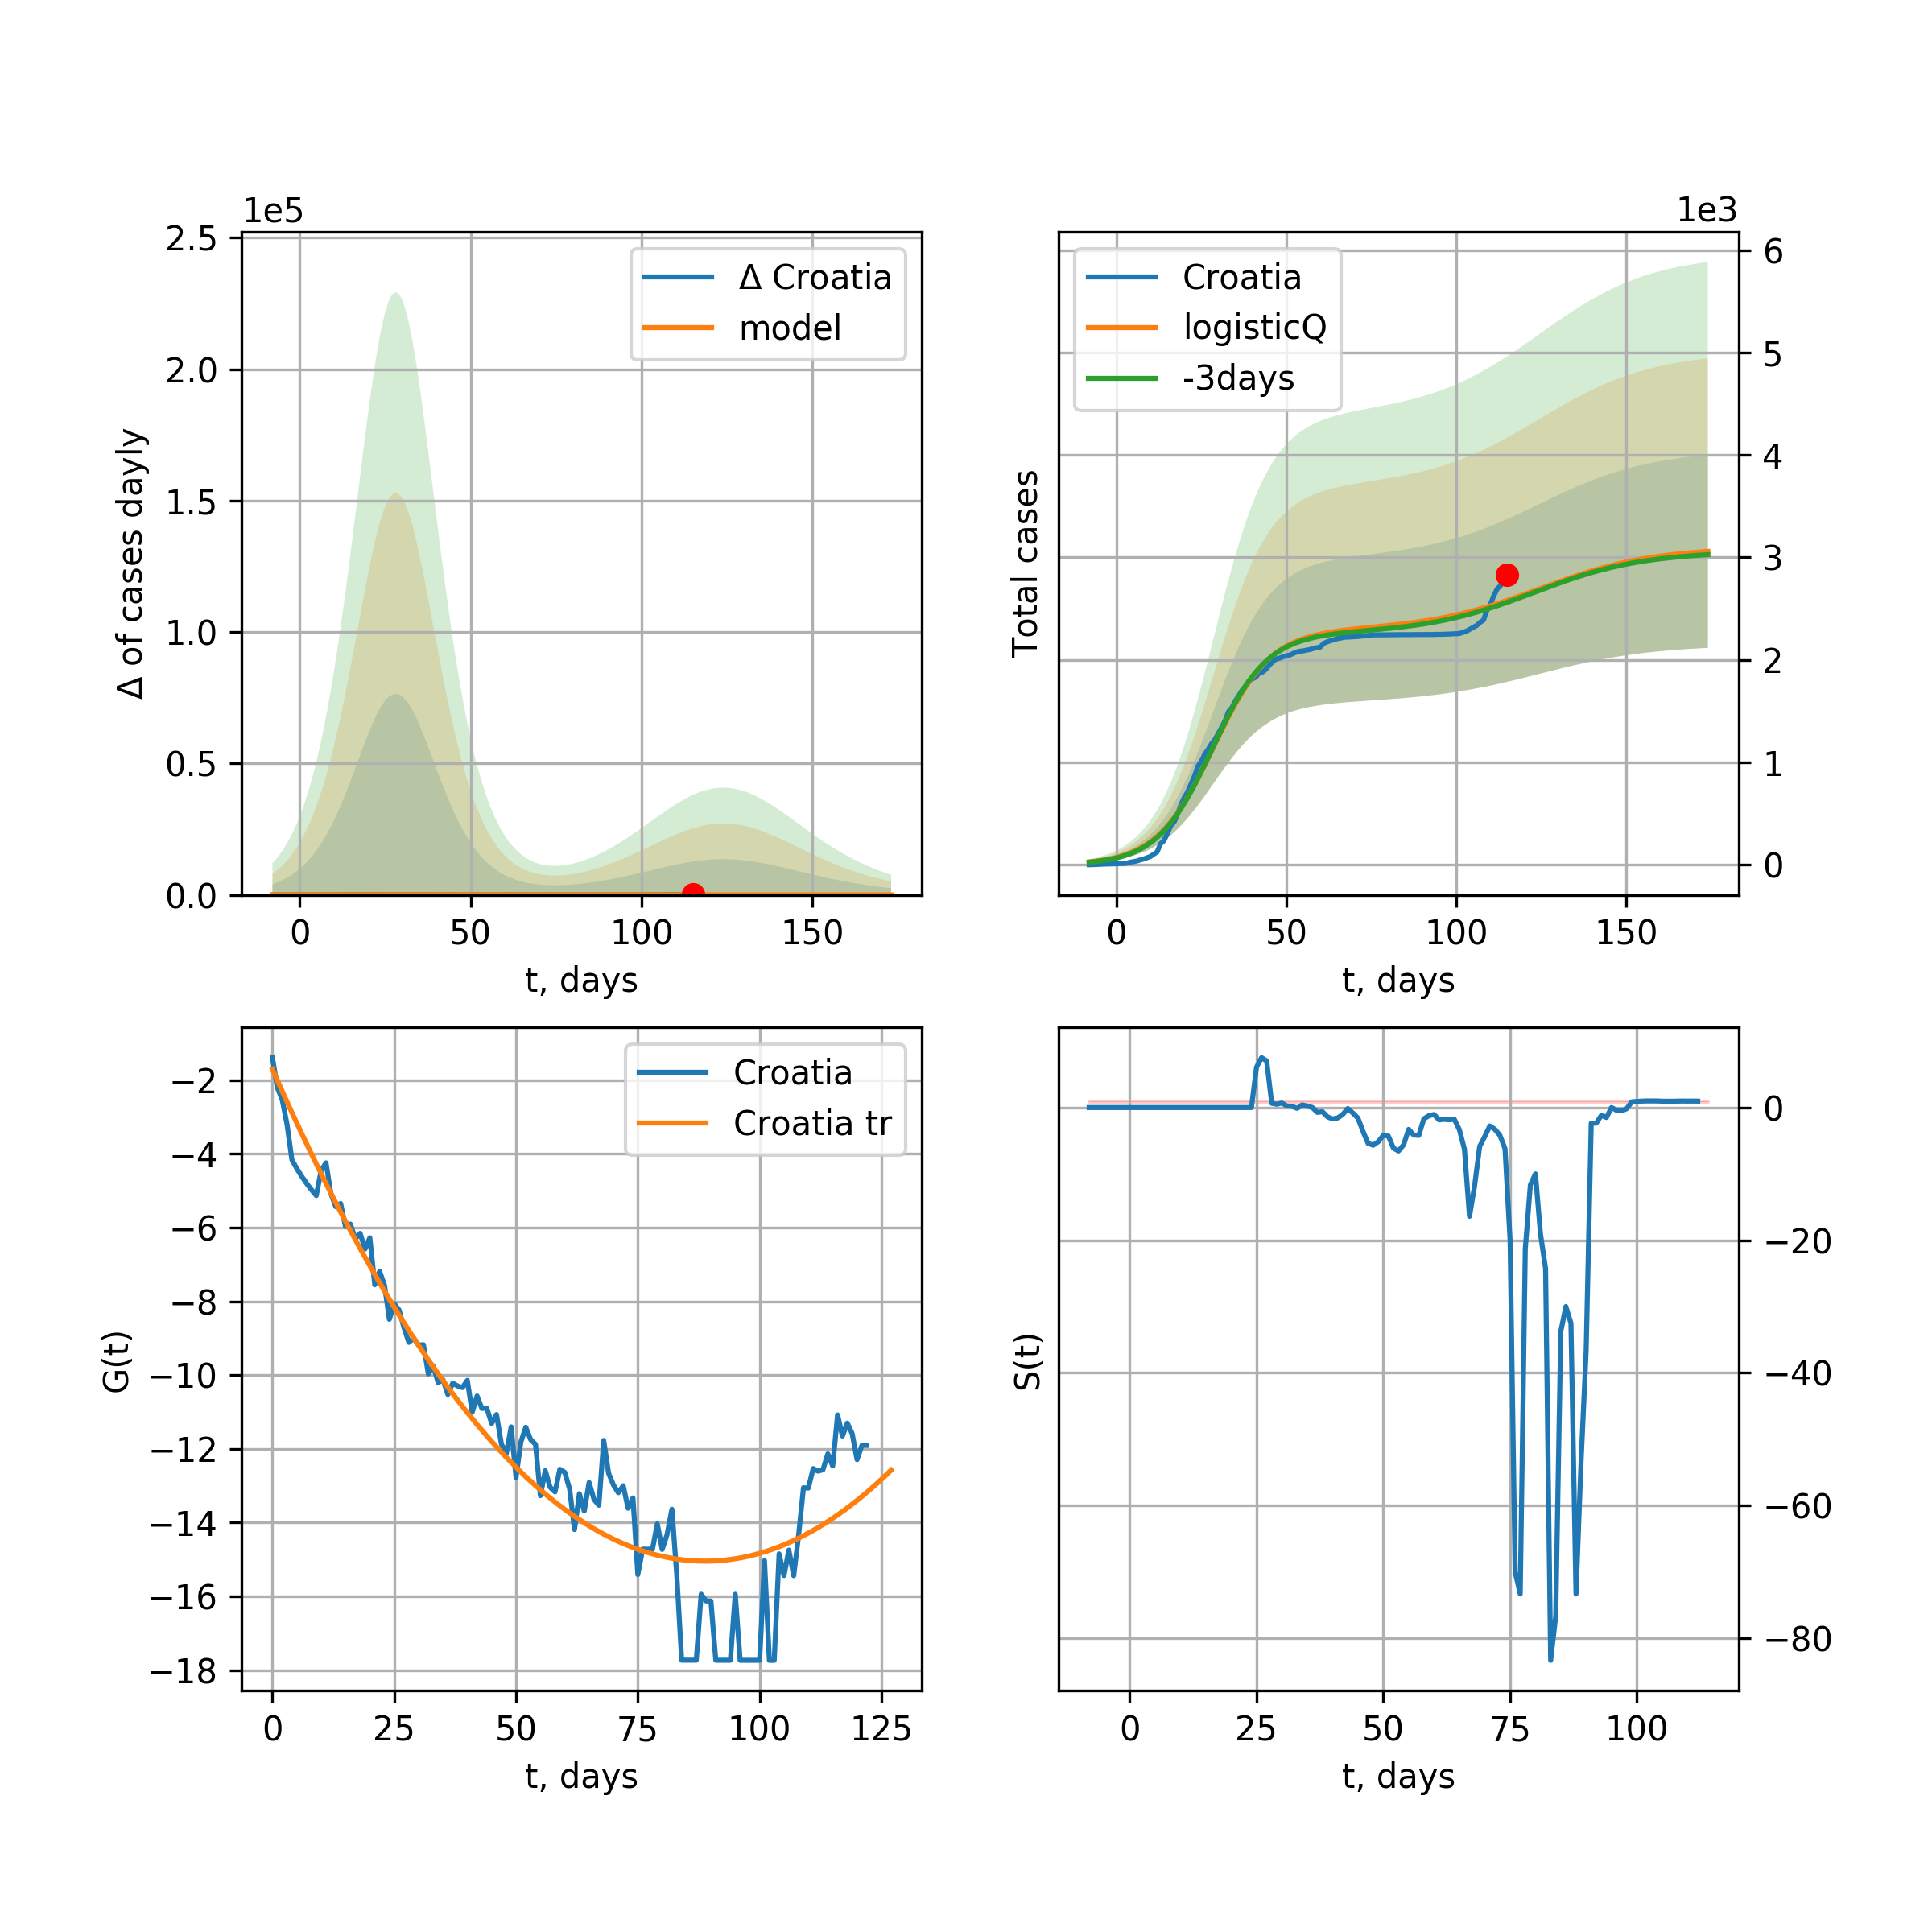 1e5
2.5
2.0
1.5
1.0
0.5
0.0
Δ of cases dayly
0 50 100 150
t, days
Δ Croatia
model
1e3
6
5
4
3
2
1
0
Total cases
0 50 100 150
t, days
Croatia
logisticQ
-3days
−2
−4
−6
−8
−10
−12
−14
−16
−18
G(t)
0 25 50 75 100 125
t, days
Croatia
Croatia tr
0
−20
−40
−60
−80
S(t)
0 25 50 75 100
t, days